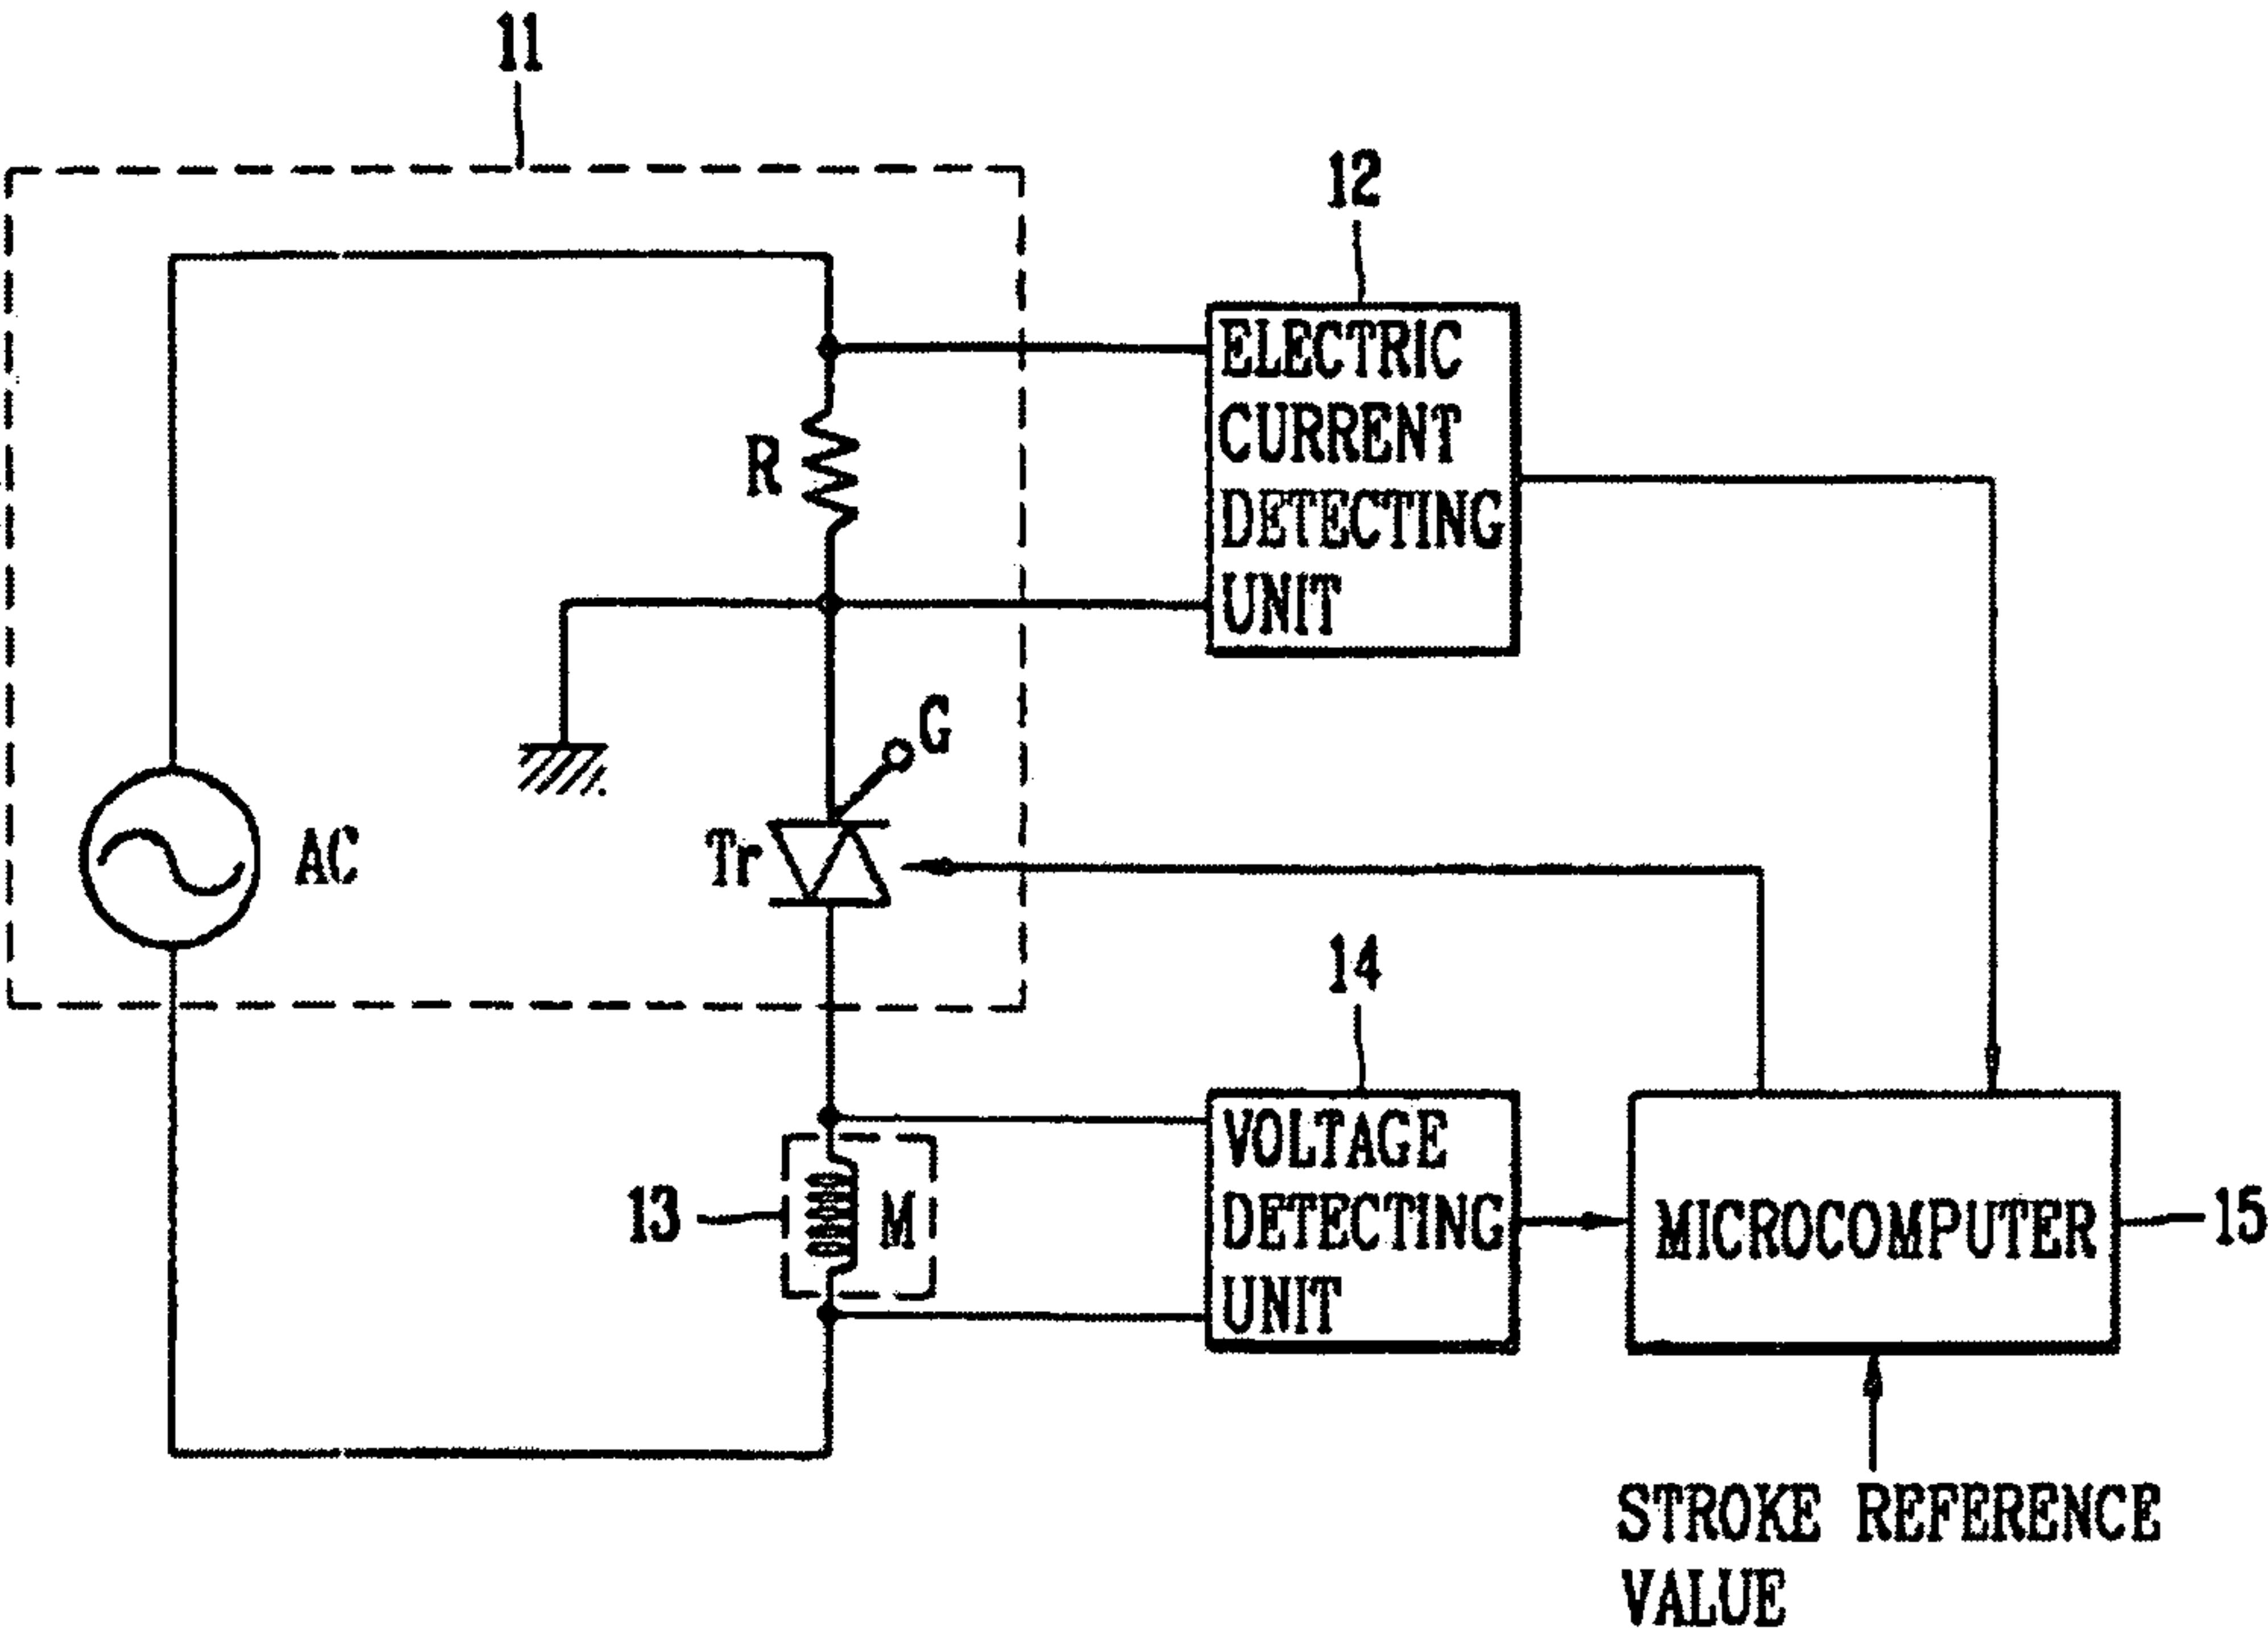 11
12
ELECTRIC
CURRENT
DETECTING
UNIT
R
G
Tr
AC
14
VOLTAGE
DETECTING
UNIT
13
M
MICROCOMPUTER
15
STROKE REFERENCE
VALUE